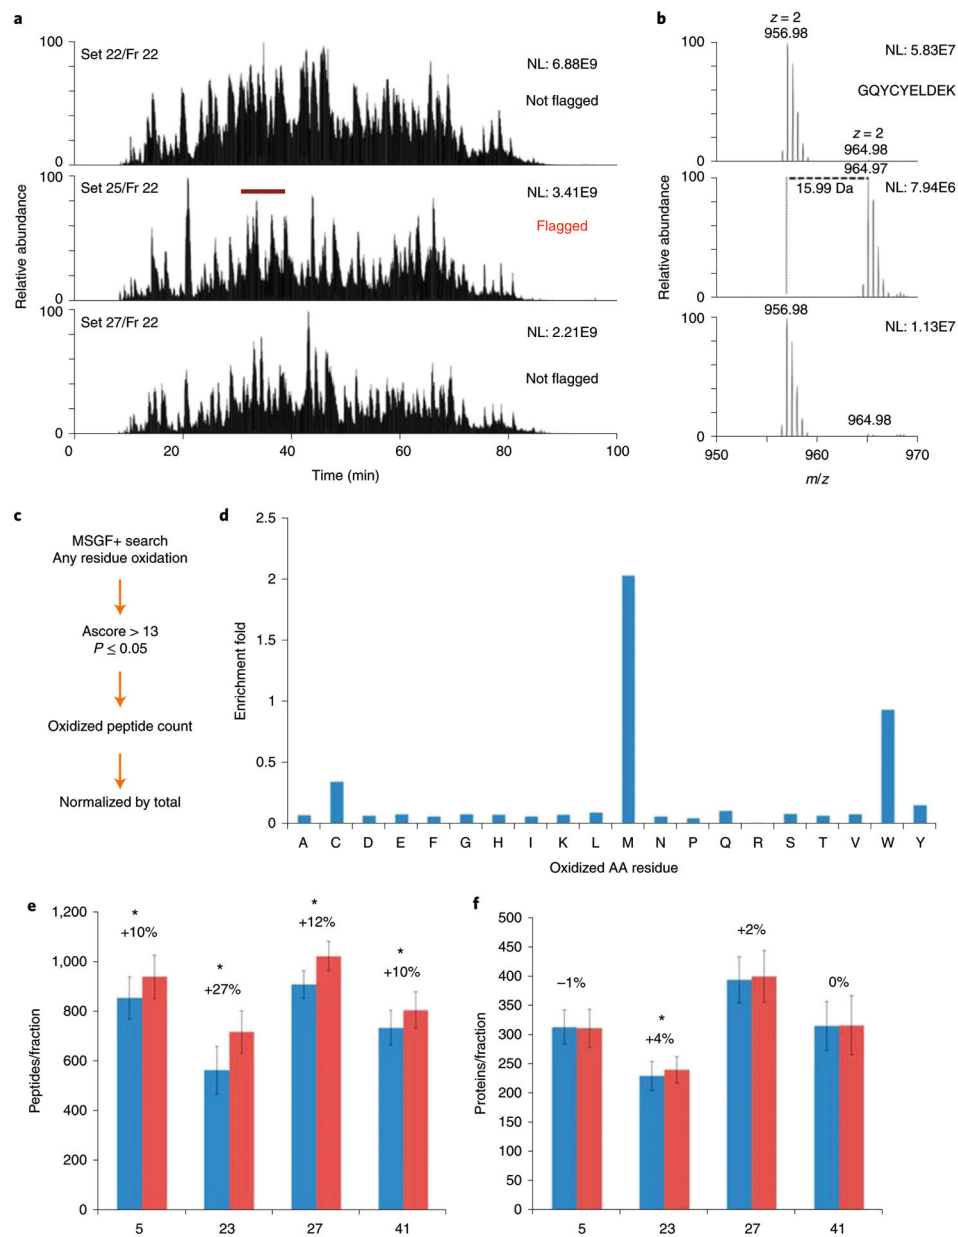 a
Set 22/Fr 22
NL: 6.88E9
Not flagged
100
0
Set 25/Fr 22
NL: 3.41E9
Flagged
100
0
Set 27/Fr 22
NL: 2.21E9
Not flagged
100
0
Relative abundance
0 20 40 60 80 100
Time (min)
b
z = 2
956.98
100
NL: 5.83E7
GQYCYELDEK
z = 2
964.98
0
964.97
100
15.99 Da
NL: 7.94E6
0
956.98
100
NL: 1.13E7
964.98
0
Relative abundance
950 960 970
m/z
c
MSGF+ search
Any residue oxidation
Ascore > 13
P ≤ 0.05
Oxidized peptide count
Normalized by total
d
2.5
2
1.5
1
0.5
0
Enrichment fold
A C D E F G H I K L M N P Q R S T V W Y
Oxidized AA residue
e
1,200
1,000
800
600
400
200
0
Peptides/fraction
*
+10%
*
+27%
*
+12%
*
+10%
5 23 27 41
f
500
450
400
350
300
250
200
150
100
50
0
Proteins/fraction
–1%
*
+4%
+2%
0%
5 23 27 41